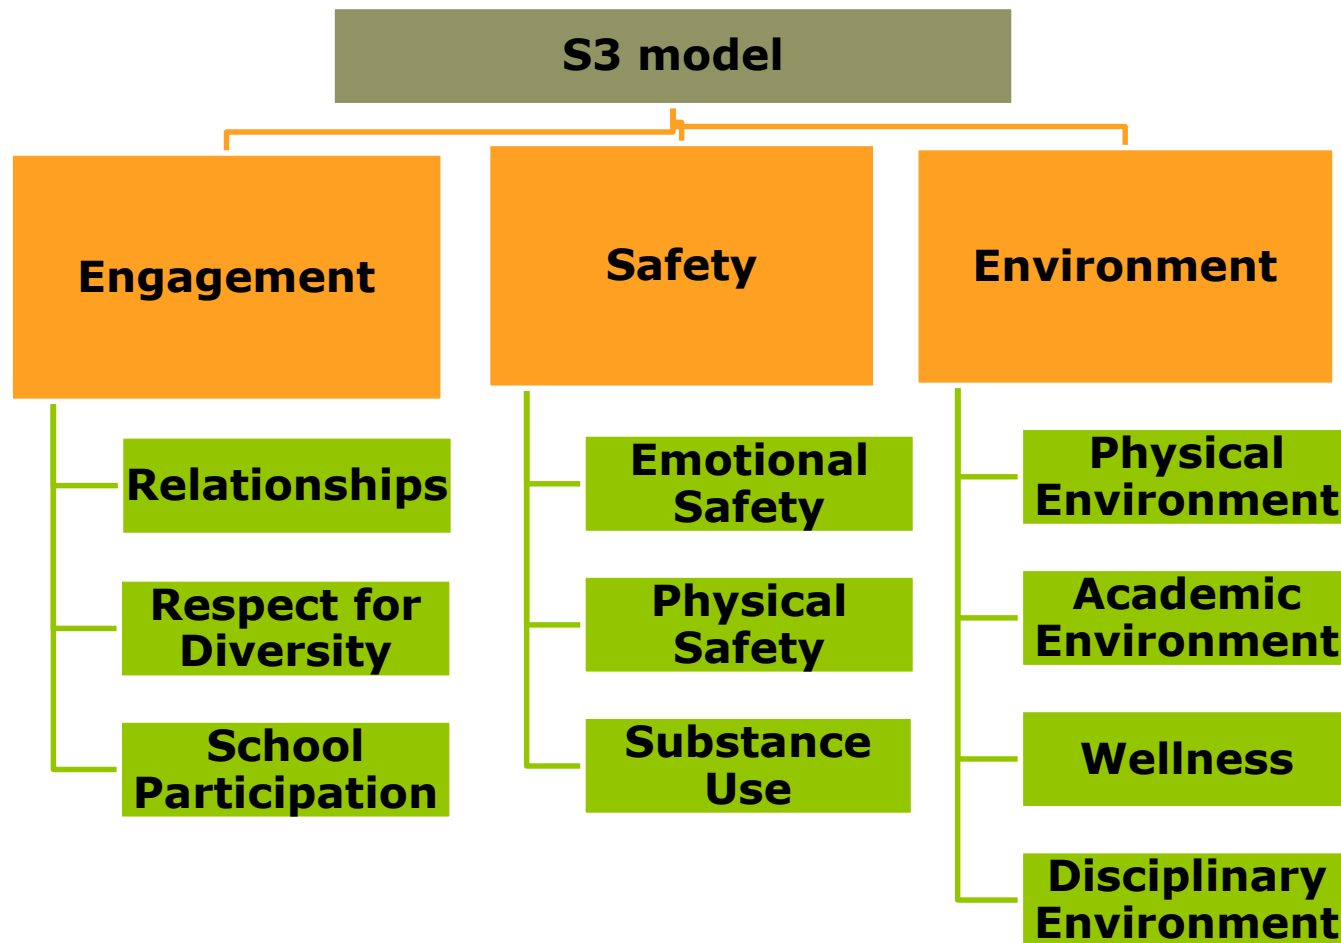 S3 model
Engagement
Relationships
Respect for
Diversity
School
Participation
Safety
Emotional
Safety
Physical
Safety
Substance
Use
Environment
Physical
Environment
Academic
Environment
Wellness
Disciplinary
Environment